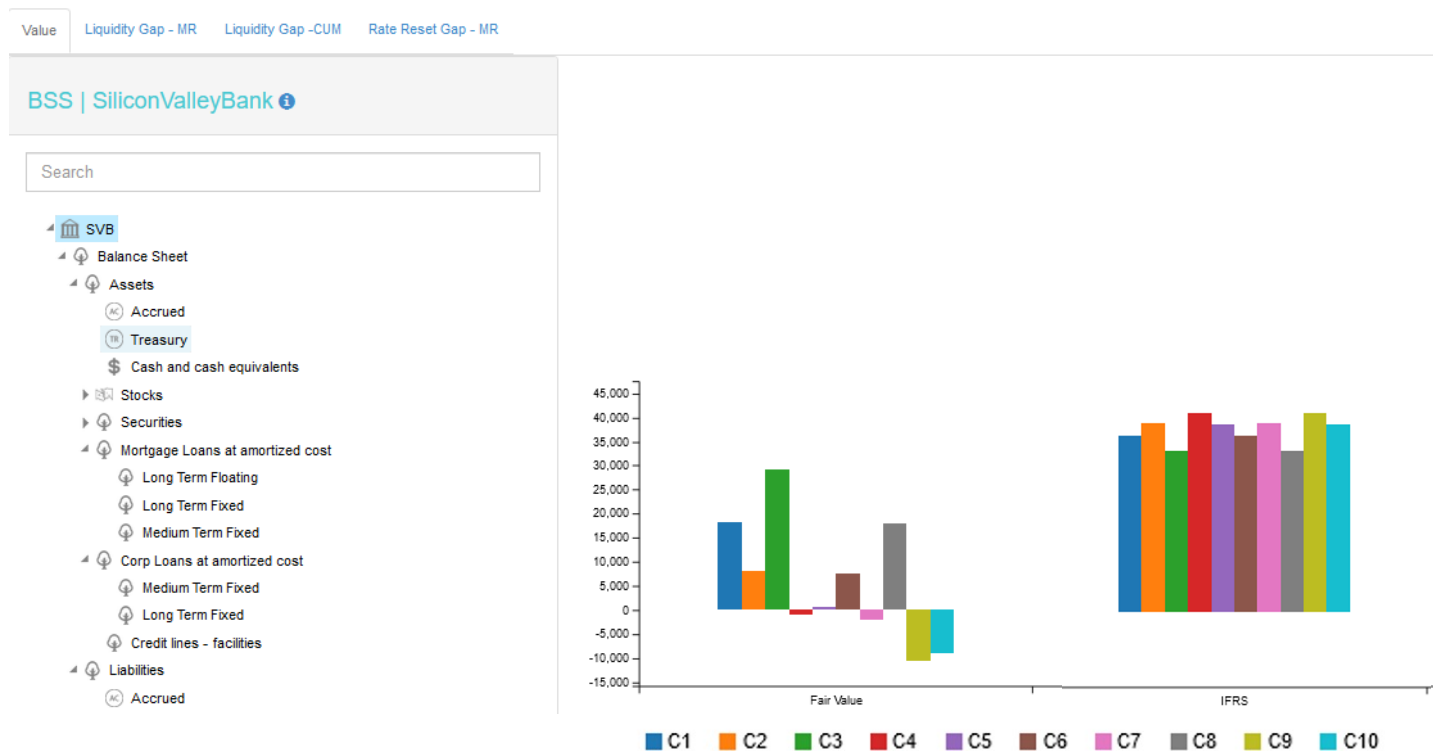 Value Liquidity Gap - MR Liquidity Gap -CUM Rate Reset Gap - MR
BSS | SiliconValleyBank i
Search
SVB
Balance Sheet
Assets
AC Accrued
TR Treasury
$ Cash and cash equivalents
Stocks
Securities
Mortgage Loans at amortized cost
Long Term Floating
Long Term Fixed
Medium Term Fixed
Corp Loans at amortized cost
Medium Term Fixed
Long Term Fixed
Credit lines - facilities
Liabilities
AC Accrued
45,000
40,000
35,000
30,000
25,000
20,000
15,000
10,000
5,000
0
-5,000
-10,000
-15,000
Fair Value IFRS
C1 C2 C3 C4 C5 C6 C7 C8 C9 C10